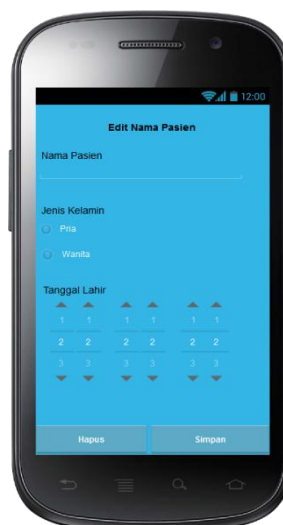 12:00
Edit Nama Pasien
Nama Pasien
Jenis Kelamin
Pria
Wanita
Tanggal Lahir
1 1 1 1 1 1
2 2 2 2 2 2
3 3 3 3 3 3
Hapus Simpan